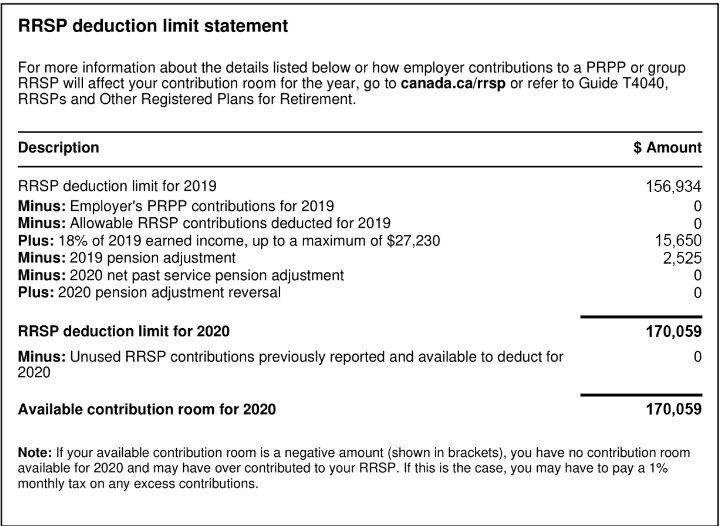 RRSP deduction limit statement
For more information about the details listed below or how employer contributions to a PRPP or group
RRSP will affect your contribution room for the year, go to canada.ca/rrsp or refer to Guide T4040,
RRSPs and Other Registered Plans for Retirement.
Description $ Amount
RRSP deduction limit for 2019 156,934
Minus: Employer's PRPP contributions for 2019 0
Minus: Allowable RRSP contributions deducted for 2019 0
Plus: 18% of 2019 earned income, up to a maximum of $27,230 15,650
Minus: 2019 pension adjustment 2,525
Minus: 2020 net past service pension adjustment 0
Plus: 2020 pension adjustment reversal 0
RRSP deduction limit for 2020 170,059
Minus: Unused RRSP contributions previously reported and available to deduct for 0
2020
Available contribution room for 2020 170,059
Note: If your available contribution room is a negative amount (shown in brackets), you have no contribution room
available for 2020 and may have over contributed to your RRSP. If this is the case, you may have to pay a 1%
monthly tax on any excess contributions.